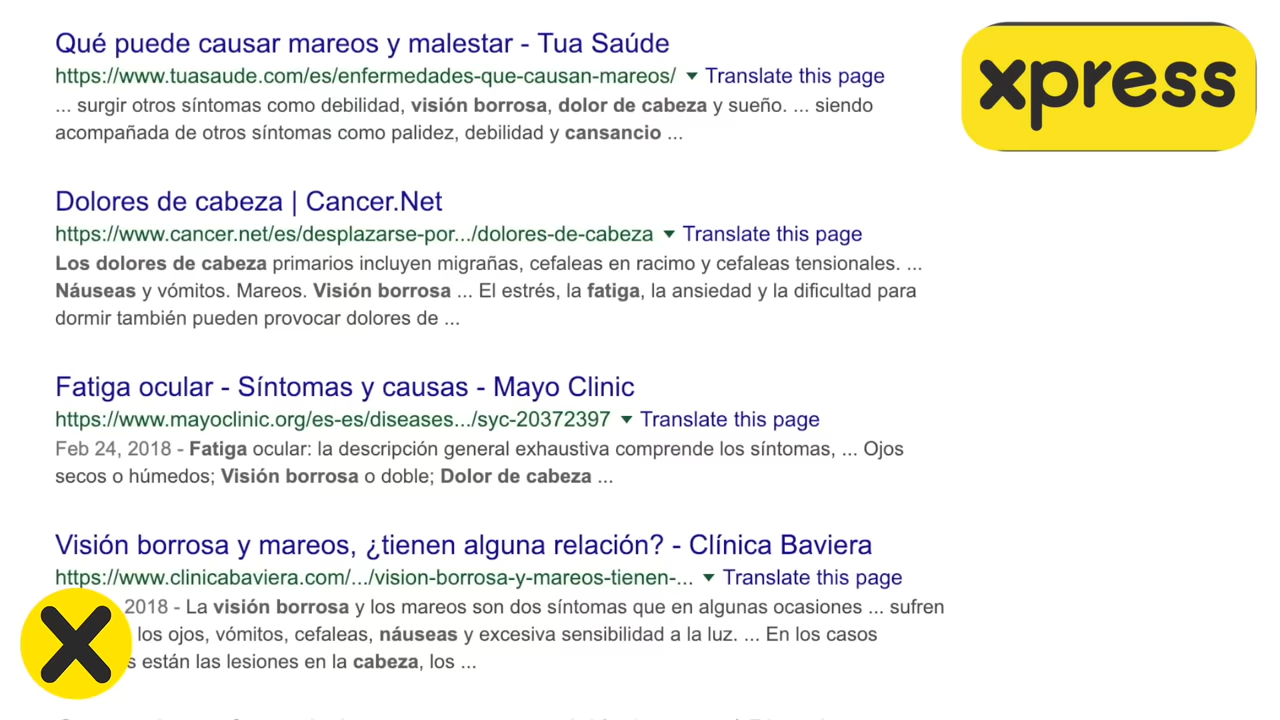 Qué puede causar mareos y malestar - Tua Saúde
xpress
https://www.tuasaude.com/es/enfermedades-que-causan-mareos/ Translate this page
... surgir otros síntomas como debilidad, visión borrosa, dolor de cabeza y sueño. ... siendo
acompañada de otros síntomas como palidez, debilidad y cansancio ...
Dolores de cabeza | Cancer.Net
https://www.cancer.net/es/desplazarse-por.../dolores-de-cabeza Translate this page
Los dolores de cabeza primarios incluyen migrañas, cefaleas en racimo y cefaleas tensionales. ...
Náuseas y vómitos. Mareos. Visión borrosa ... El estrés, la fatiga, la ansiedad y la dificultad para
dormir también pueden provocar dolores de ...
Fatiga ocular - Síntomas y causas - Mayo Clinic
https://www.mayoclinic.org/es-es/diseases.../syc-20372397 Translate this page
Feb 24, 2018 - Fatiga ocular: la descripción general exhaustiva comprende los síntomas, ... Ojos
secos o húmedos; Visión borrosa o doble; Dolor de cabeza ...
Visión borrosa y mareos, ¿tienen alguna relación? - Clínica Baviera
https://www.clinicabaviera.com/.../vision-borrosa-y-mareos-tienen-... Translate this page
2018 - La visión borrosa y los mareos son dos síntomas que en algunas ocasiones ... sufren
los ojos, vómitos, cefaleas, náuseas y excesiva sensibilidad a la luz. ... En los casos
están las lesiones en la cabeza, los ...